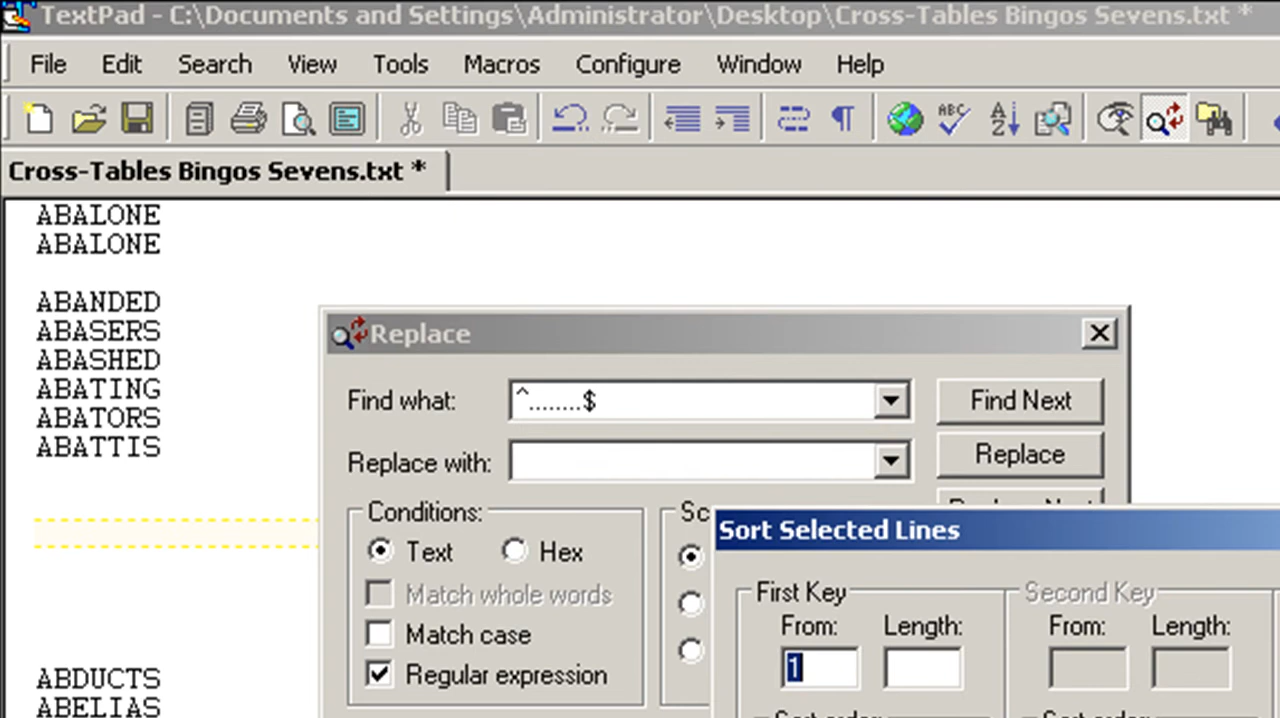 TextPad - C:\Documents and Settings\Administrator\Desktop\Cross-Tables Bingos Sevens.txt *
File Edit Search View Tools Macros Configure Window Help
Cross-Tables Bingos Sevens.txt *
ABALONE
ABALONE
ABANDED
ABASERS
ABASHED
ABATING
ABATORS
ABATTIS
ABDUCTS
ABELIAS
Replace
Find what: ^........$ Find Next
Replace with: Replace
Conditions:
Text Hex
Match whole words
Match case
Regular expression
Sort Selected Lines
First Key Second Key
From: Length: From: Length:
1